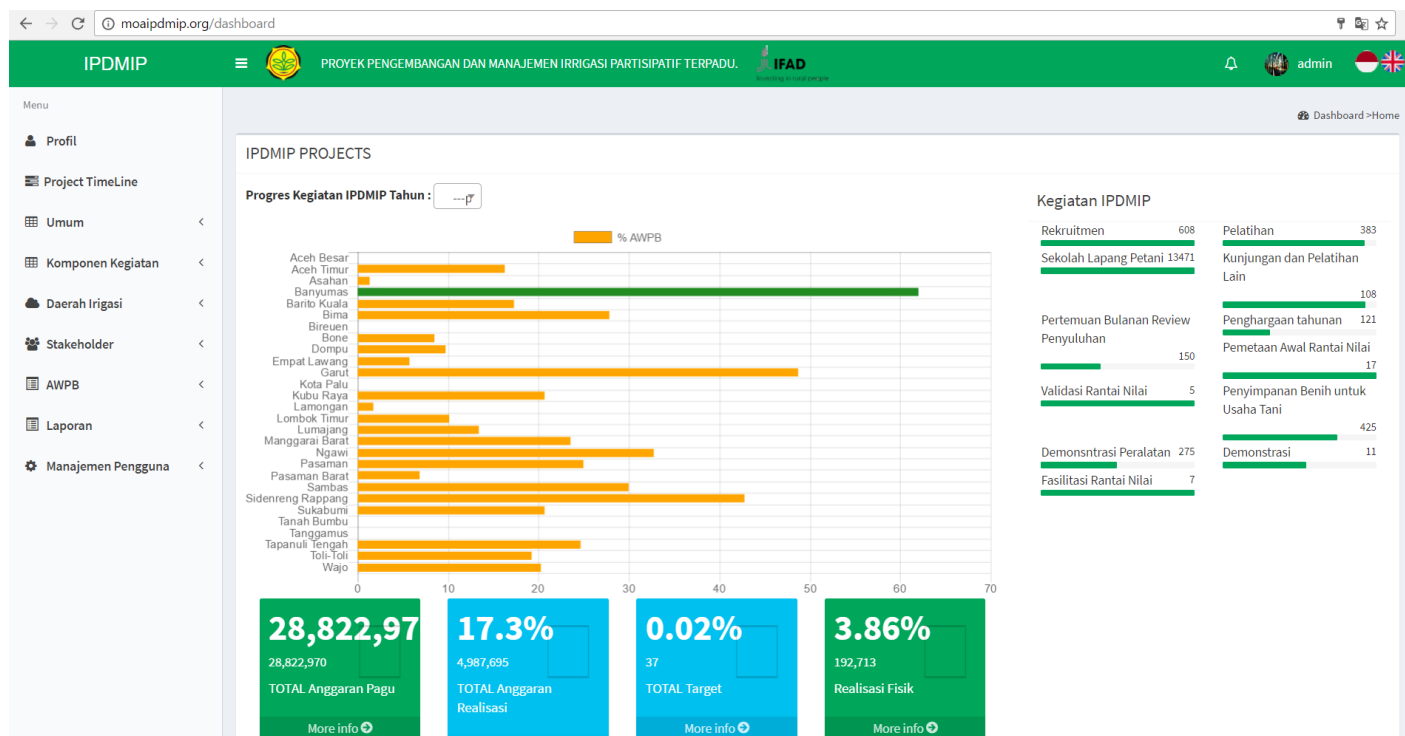 moaipdmip.org/dashboard
IPDMIP
PROYEK PENGEMBANGAN DAN MANAJEMEN IRRIGASI PARTISIPATIF TERPADU.
IFAD
Investing in rural people
admin
Menu
Dashboard >Home
Profil
Project TimeLine
Umum
Komponen Kegiatan
Daerah Irigasi
Stakeholder
AWPB
Laporan
Manajemen Pengguna
IPDMIP PROJECTS
Progres Kegiatan IPDMIP Tahun :
---p
% AWPB
Aceh Besar
Aceh Timur
Asahan
Banyumas
Barito Kuala
Bima
Bireuen
Bone
Dompu
Empat Lawang
Garut
Kota Palu
Kubu Raya
Lamongan
Lombok Timur
Lumajang
Manggarai Barat
Ngawi
Pasaman
Pasaman Barat
Sambas
Sidenreng Rappang
Sukabumi
Tanah Bumbu
Tanggamus
Tapanuli Tengah
Toli-Toli
Wajo
0 10 20 30 40 50 60 70
28,822,97
28,822,970
TOTAL Anggaran Pagu
More info
17.3%
4,987,695
TOTAL Anggaran
Realisasi
0.02%
37
TOTAL Target
More info
3.86%
192,713
Realisasi Fisik
More info
Kegiatan IPDMIP
Rekruitmen 608
Pelatihan 383
Sekolah Lapang Petani 13471
Kunjungan dan Pelatihan
Lain
108
Pertemuan Bulanan Review
Penyuluhan
150
Penghargaan tahunan 121
Pemetaan Awal Rantai Nilai
17
Validasi Rantai Nilai 5
Penyimpanan Benih untuk
Usaha Tani
425
Demonsntrasi Peralatan 275
Demonstrasi 11
Fasilitasi Rantai Nilai 7